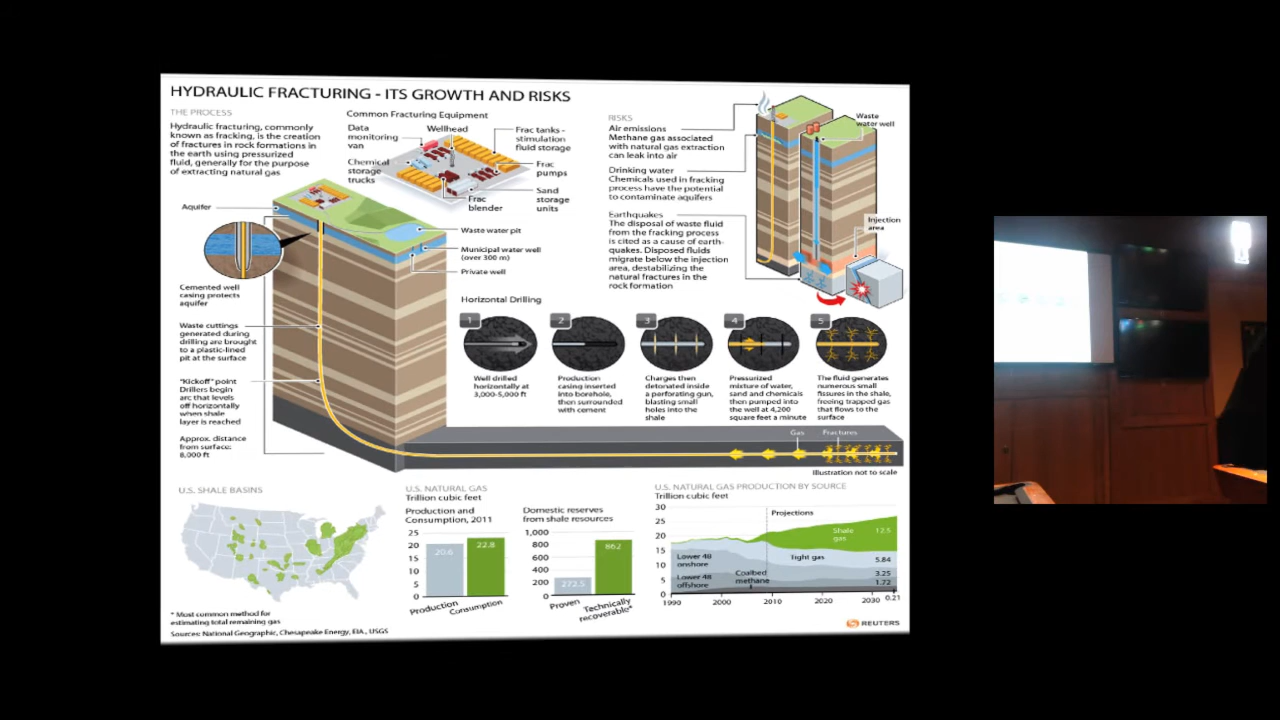 HYDRAULIC FRACTURING - ITS GROWTH AND RISKS
THE PROCESS
Hydraulic fracturing, commonly
known as fracking, is the creation
of fractures in rock formations in
the earth using pressurized
fluid, generally for the purpose
of extracting natural gas
Common Fracturing Equipment
Data
monitoring
van
Wellhead
Frac tanks -
stimulation
fluid storage
Chemical
storage
trucks
Frac
pumps
Frac
blender
Sand
storage
units
Aquifer
Waste water pit
Municipal water well
(over 300 m)
Private well
Cemented well
casing protects
aquifer
Waste cuttings
generated during
drilling are brought
to a plastic-lined
pit at the surface
"Kickoff" point
Drillers begin
arc that levels
off horizontally
when shale
layer is reached
Approx. distance
from surface:
8,000 ft
RISKS
Air emissions
Methane gas associated
with natural gas extraction
can leak into air
Drinking water
Chemicals used in fracking
process have the potential
to contaminate aquifers
Earthquakes
The disposal of waste fluid
from the fracking process
is cited as a cause of earth-
quakes. Disposed fluids
migrate below the injection
area, destablizing the
natural fractures in the
rock formation
Waste
water well
Injection
area
Horizontal Drilling
1
Well drilled
horizontally at
3,000-5,000 ft
2
Production
casing inserted
into borehole,
then surrounded
with cement
3
Charges then
detonated inside
a perforating gun,
blasting small
holes into the
shale
4
Pressurized
mixture of water,
sand and chemicals
then pumped into
the well at 4,200
square feet a minute
5
The fluid generates
numerous small
fissures in the shale,
freeing trapped gas
that flows to the
surface
Gas
Fractures
Illustration not to scale
U.S. SHALE BASINS
* Most common method for
estimating total remaining gas
Sources: National Geographic, Chesapeake Energy, EIA., USGS
U.S. NATURAL GAS
Trillion cubic feet
Production and
Consumption, 2011
25
20
15
10
5
0
20.6
22.8
Production
Consumption
Domestic reserves
from shale resources
1,000
800
600
400
200
0
272.5
862
Proven
Technically
recoverable*
U.S. NATURAL GAS PRODUCTION BY SOURCE
Trillion cubic feet
30
25
20
15
10
5
0
Projections
Shale
gas
12.5
Lower 48
onshore
Tight gas
5.84
Lower 48
offshore
Coalbed
methane
3.25
1.72
0.21
1990
2000
2010
2020
2030
REUTERS